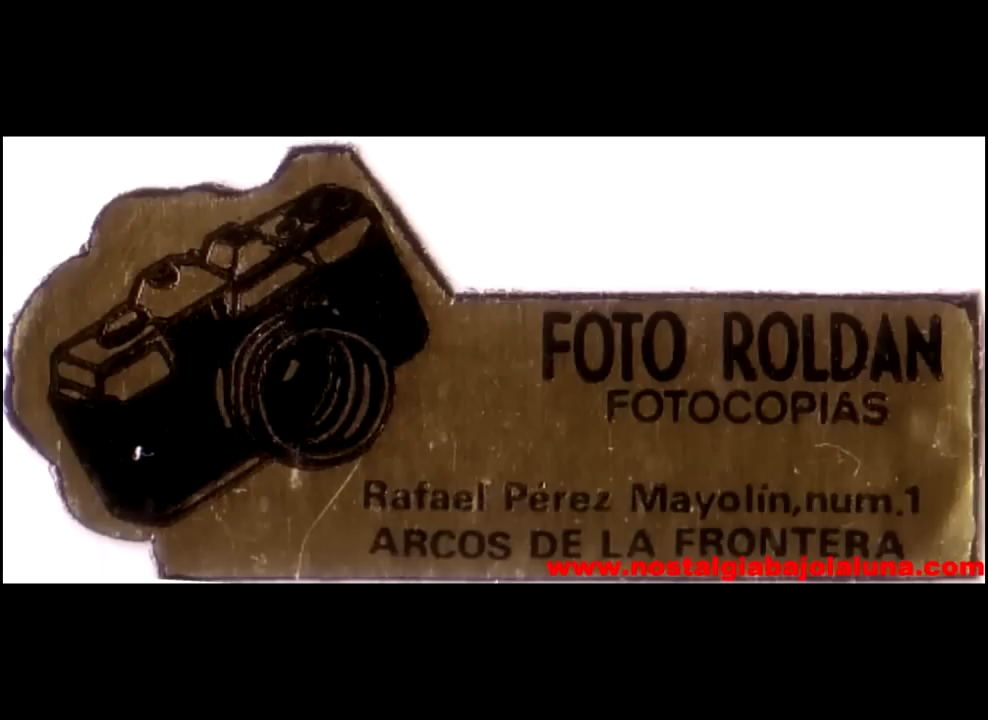 FOTO ROLDAN
FOTOCOPIAS
Rafael Pérez Mayolín,num.1
ARCOS DE LA FRONTERA
www.nostalgiabajolaluna.com